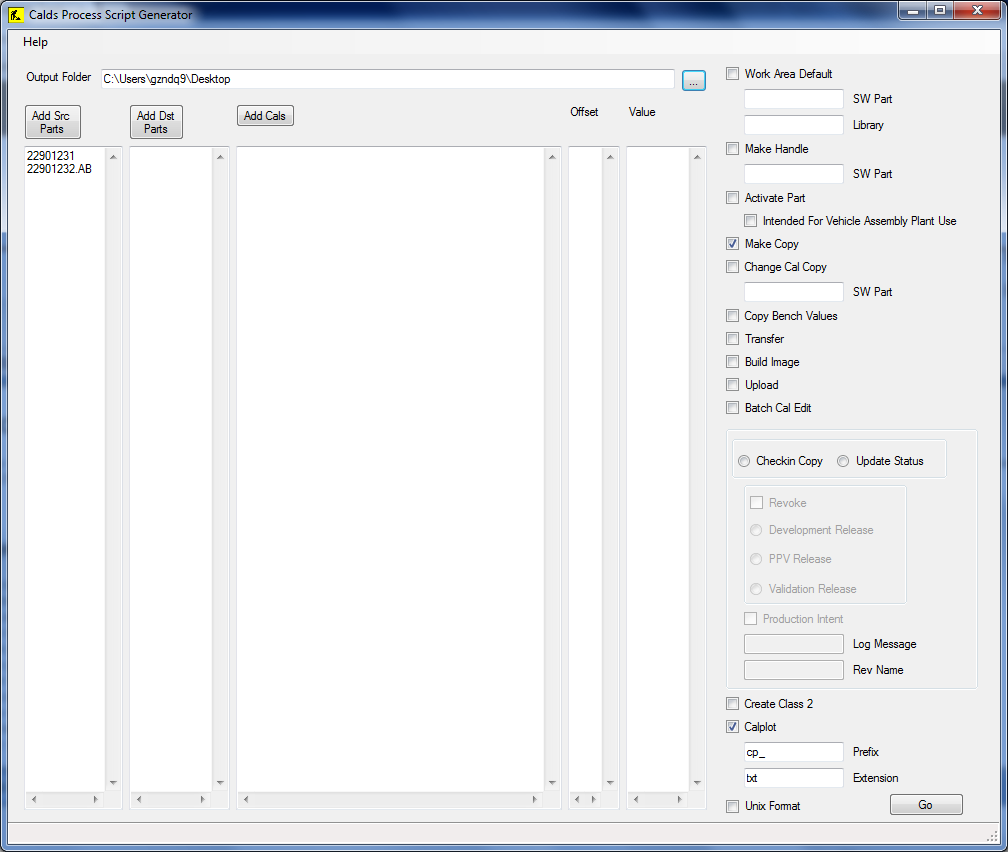 Calds Process Script Generator
Help
Output Folder C:\Users\gzndq9\Desktop ...
Add Src Parts
Add Dst Parts
Add Cals
Offset
Value
22901231
22901232.AB
Work Area Default
SW Part
Library
Make Handle
SW Part
Activate Part
Intended For Vehicle Assembly Plant Use
Make Copy
Change Cal Copy
SW Part
Copy Bench Values
Transfer
Build Image
Upload
Batch Cal Edit
Checkin Copy Update Status
Revoke
Development Release
PPV Release
Validation Release
Production Intent
Log Message
Rev Name
Create Class 2
Calplot
cp_ Prefix
txt Extension
Unix Format Go